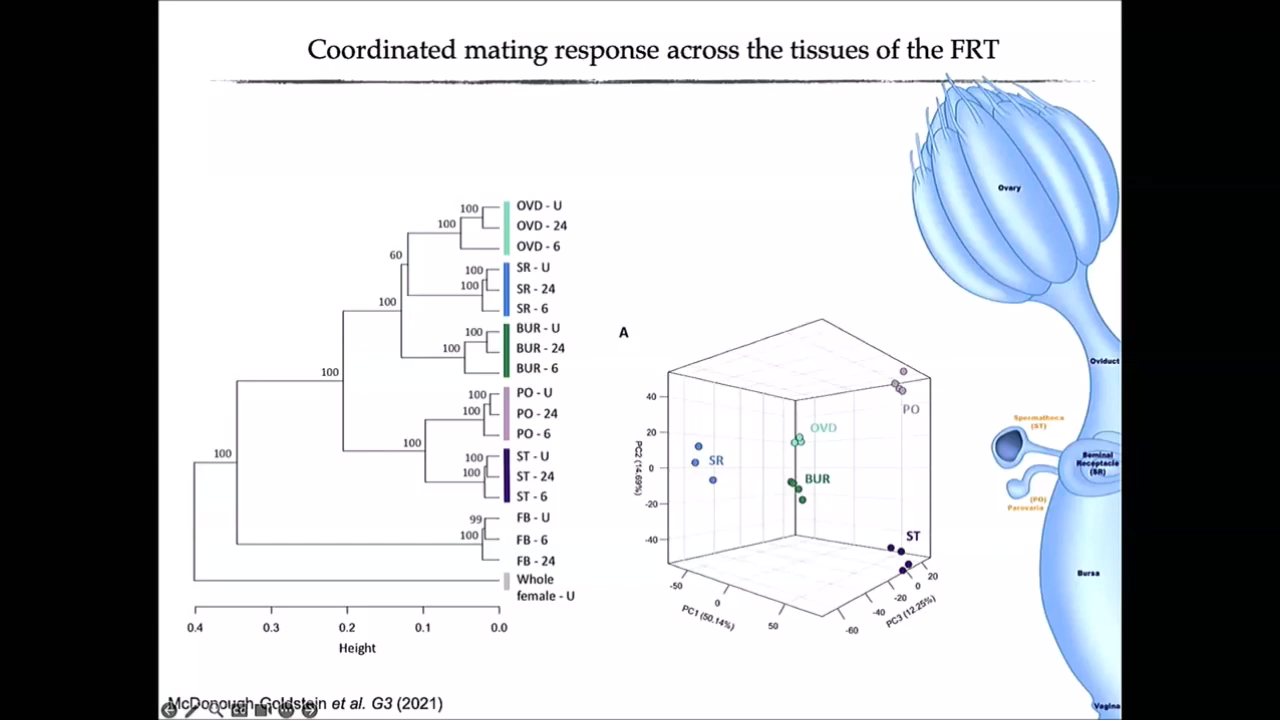 Coordinated mating response across the tissues of the FRT
100
OVD - U
100
OVD - 24
OVD - 6
60
100
SR - U
100
SR - 24
SR - 6
100
100
BUR - U
100
BUR - 24
BUR - 6
100
100
PO - U
100
PO - 24
PO - 6
100
100
ST - U
100
ST - 24
ST - 6
100
99
FB - U
100
FB - 6
FB - 24
Whole
female - U
0.4
0.3
0.2
0.1
0.0
Height
A
40
20
0
-20
-40
PC2 (14.69%)
SR
OVD
BUR
PO
ST
-50
0
50
PC1 (50.14%)
-60
-40
-20
0
20
PC3 (12.25%)
Ovary
Oviduct
Spermatheca
(ST)
Seminal
Receptacle
(SR)
(PO)
Parovaria
Bursa
Vagina
McDonough-Goldstein et al. G3 (2021)